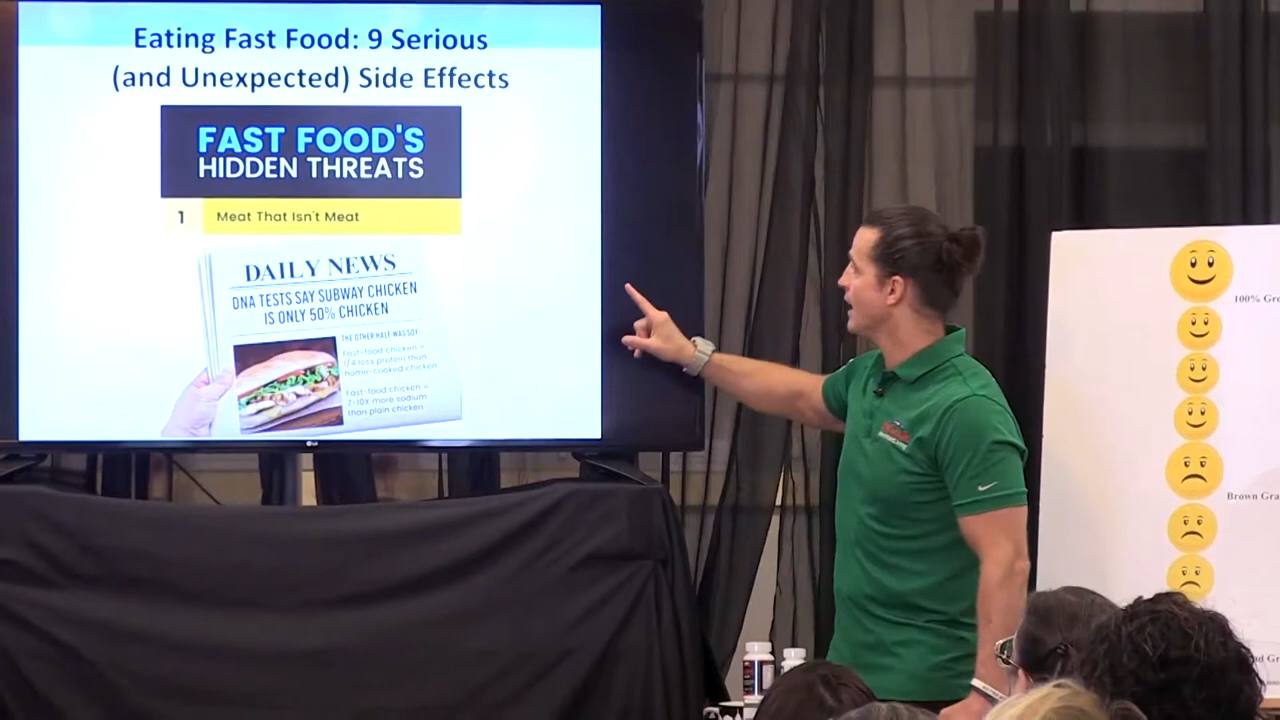 Eating Fast Food: 9 Serious
(and Unexpected) Side Effects
FAST FOOD'S
HIDDEN THREATS
1 Meat That Isn't Meat
DAILY NEWS
DNA TESTS SAY SUBWAY CHICKEN
IS ONLY 50% CHICKEN
THE OTHER HALF WAS SOY
Fast-food chicken =
1/4 less protein than
home-cooked chicken
Fast-food chicken =
7-10X more sodium
than plain chicken
LG
100% Gr
Brown Gra